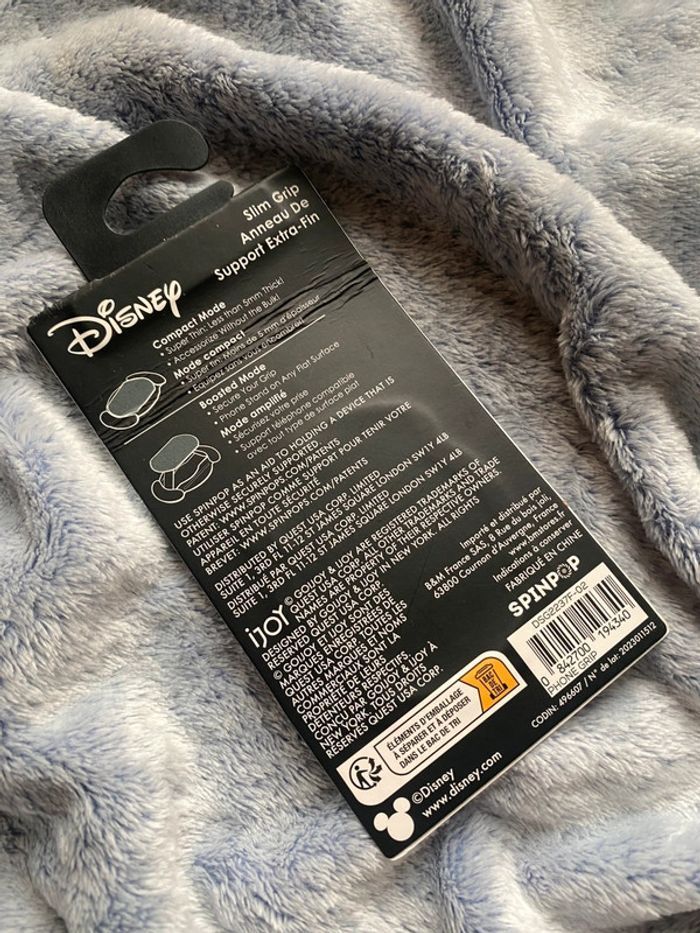 Slim Grip
Anneau De
Support Extra-Fin
Disney
Compact Mode
• Super Thin: Less than 5mm Thick!
• Accessorize Without the Bulk!
Mode compact
• Super fin: Moins de 5 mm d'épaisseur
• Équipez sans vous encombrer!
Boosted Mode
• Secure Your Grip
• Phone Stand on Any Flat Surface
Mode amplifié
• Sécurisez votre prise
• Support téléphone compatible
avec tout type de surface plat
USE SPINPOP AS AN AID TO HOLDING A DEVICE THAT IS
OTHERWISE SECURELY SUPPORTED.
PATENT: WWW.SPINPOPS.COM/PATENTS
UTILISER SPINPOP COMME SUPPORT POUR TENIR VOTRE
APPAREIL EN TOUTE SÉCURITÉ
BREVET: WWW.SPINPOPS.COM/PATENTS
DISTRIBUTED BY QUEST USA CORP. LIMITED
SUITE 1, 3RD FL 11-12 ST JAMES SQUARE LONDON SW1Y 4LB
DISTRIBUÉ PAR QUEST USA CORP. LIMITED
SUITE 1, 3RD FL 11-12 ST JAMES SQUARE LONDON SW1Y 4LB
iJOY
© GOIJOY & IJOY ARE REGISTERED TRADEMARKS OF
QUEST USA CORP. ALL OTHER TRADEMARKS AND TRADE
NAMES ARE PROPERTY OF THEIR RESPECTIVE OWNERS.
DESIGNED BY GOIJOY & IJOY IN NEW YORK. ALL RIGHTS
RESERVED QUEST USA CORP.
© GOIJOY ET IJOY SONT DES
MARQUES ENREGISTRÉES DE
QUEST USA CORP. TOUTES LES
AUTRES MARQUES ET NOMS
COMMERCIAUX SONT LA
PROPRIÉTÉ DE LEURS
DÉTENTEURS RESPECTIFS.
CONÇU PAR GOIJOY & IJOY À
NEW YORK. TOUS DROITS
RÉSERVÉS QUEST USA CORP.
Importé et distribué par
B&M France SAS, 8 Rue du bois joli,
63800 Cournon d'Auvergne, France
www.bmstores.fr
Indications à conserver
FABRIQUÉ EN CHINE
SPINPOP
DSG2237F-02
0 842700 194340
PHONE GRIP
CODIN: 496607 / N° de lot: 2023011512
ÉLÉMENTS D'EMBALLAGE
À SÉPARER ET À DÉPOSER
DANS LE BAC DE TRI
BAC
DE
TRI
©Disney
www.disney.com